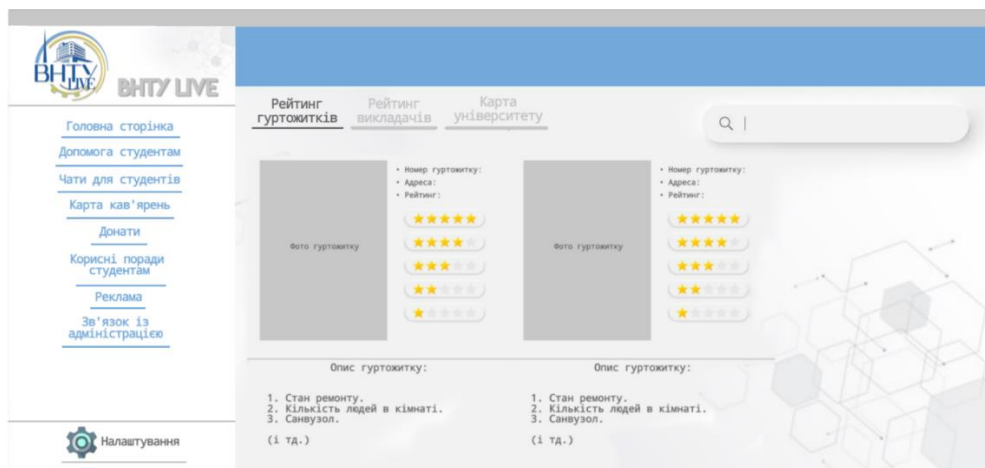 ВНТУ
LIVE
ВНТУ LIVE
Головна сторінка
Допомога студентам
Чати для студентів
Карта кав'ярень
Донати
Корисні поради
студентам
Реклама
Зв'язок із
адміністрацією
Налаштування
Рейтинг
гуртожитків
Рейтинг
викладачів
Карта
університету
Фото гуртожитку
• Номер гуртожитку:
• Адреса:
• Рейтинг:
Фото гуртожитку
• Номер гуртожитку:
• Адреса:
• Рейтинг:
Опис гуртожитку:
1. Стан ремонту.
2. Кількість людей в кімнаті.
3. Санвузол.
(і тд.)
Опис гуртожитку:
1. Стан ремонту.
2. Кількість людей в кімнаті.
3. Санвузол.
(і тд.)